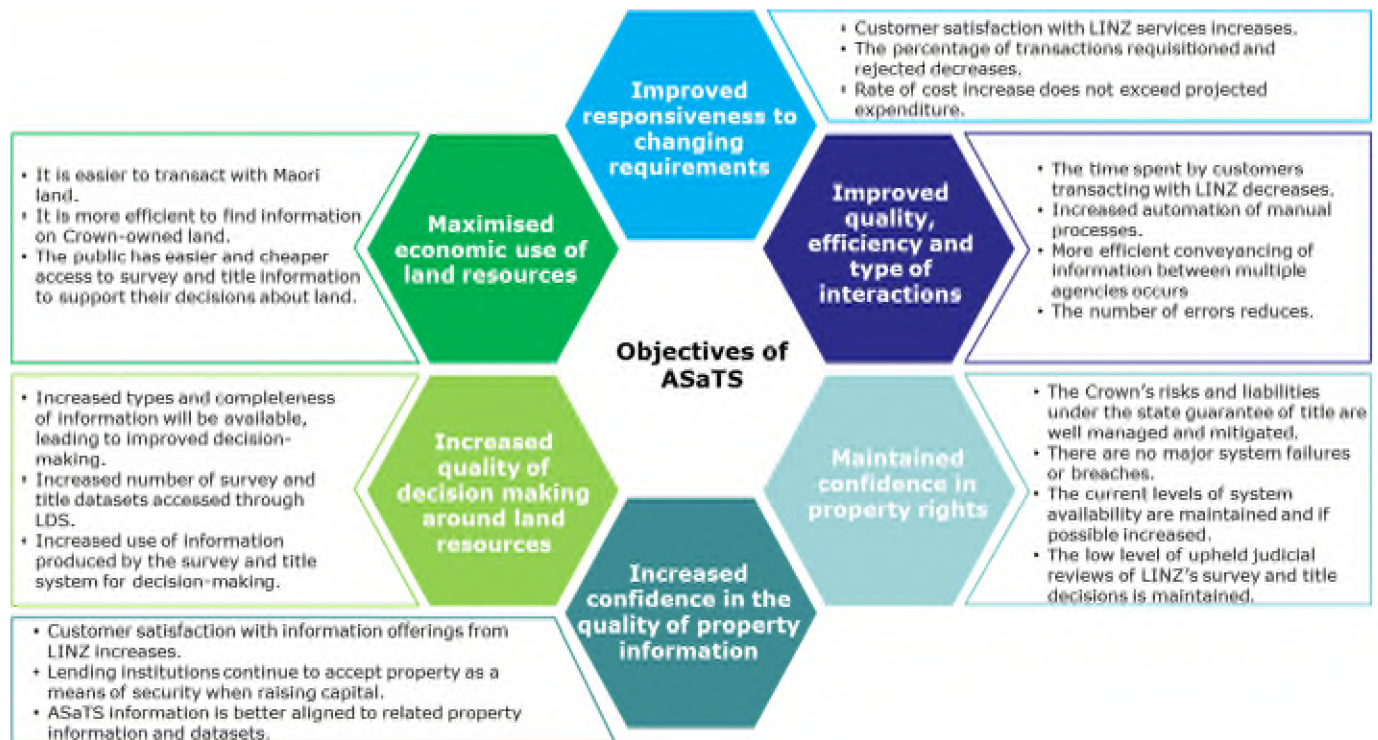 Improved
responsiveness to
changing
requirements
• Customer satisfaction with LINZ services increases.
• The percentage of transactions requisitioned and
rejected decreases.
• Rate of cost increase does not exceed projected
expenditure.
• It is easier to transact with Maori
land.
• It is more efficient to find information
on Crown-owned land.
• The public has easier and cheaper
access to survey and title information
to support their decisions about land.
Maximised
economic use of
land resources
Improved
quality,
efficiency and
type of
interactions
• The time spent by customers
transacting with LINZ decreases.
• Increased automation of manual
processes.
• More efficient conveyancing of
information between multiple
agencies occurs
• The number of errors reduces.
Objectives of
ASaTS
• Increased types and completeness
of information will be available,
leading to improved decision-
making.
• Increased number of survey and
title datasets accessed through
LDS.
• Increased use of information
produced by the survey and title
system for decision-making.
Increased
quality of
decision making
around land
resources
Maintained
confidence in
property rights
• The Crown's risks and liabilities
under the state guarantee of title are
well managed and mitigated.
• There are no major system failures
or breaches.
• The current levels of system
availability are maintained and if
possible increased.
• The low level of upheld judicial
reviews of LINZ's survey and title
decisions is maintained.
Increased
confidence in the
quality of property
information
• Customer satisfaction with information offerings from
LINZ increases.
• Lending institutions continue to accept property as a
means of security when raising capital.
• ASaTS information is better aligned to related property
information and datasets.